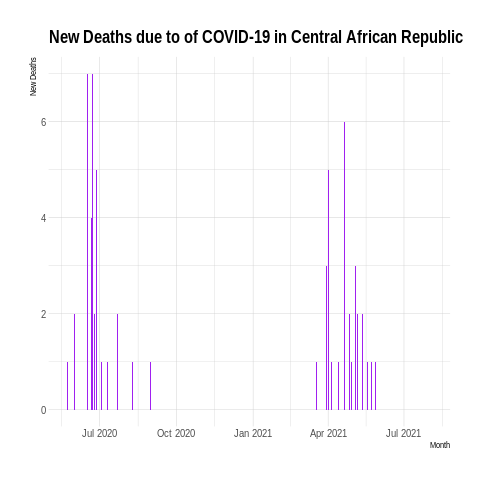 New Deaths due to of COVID-19 in Central African Republic
New Deaths
6
4
2
0
Jul 2020 Oct 2020 Jan 2021 Apr 2021 Jul 2021
Month